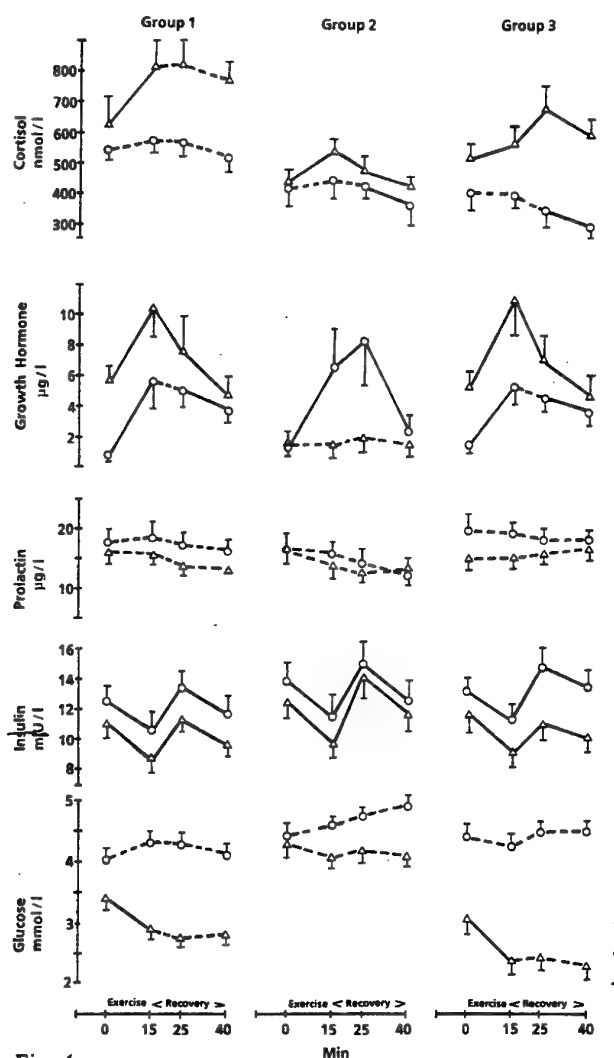 Group 1 Group 2 Group 3
Cortisol
nmol/l
800
700
600
500
400
300
Growth Hormone
μg/l
10
8
6
4
2
Prolactin
μg/l
20
10
Insulin
mU/l
16
14
12
10
8
Glucose
mmol/l
5
4
3
2
Exercise < Recovery > Exercise < Recovery > Exercise < Recovery >
0 15 25 40 0 15 25 40 0 15 25 40
Min